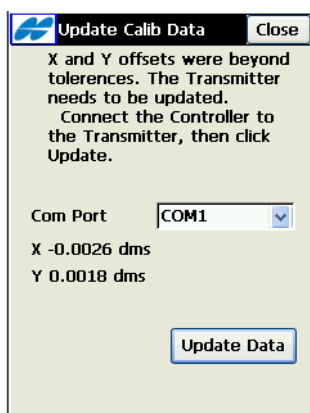 Update Calib Data Close
X and Y offsets were beyond
tolerences. The Transmitter
needs to be updated.
Connect the Controller to
the Transmitter, then click
Update.
Com Port COM1
X -0.0026 dms
Y 0.0018 dms
Update Data